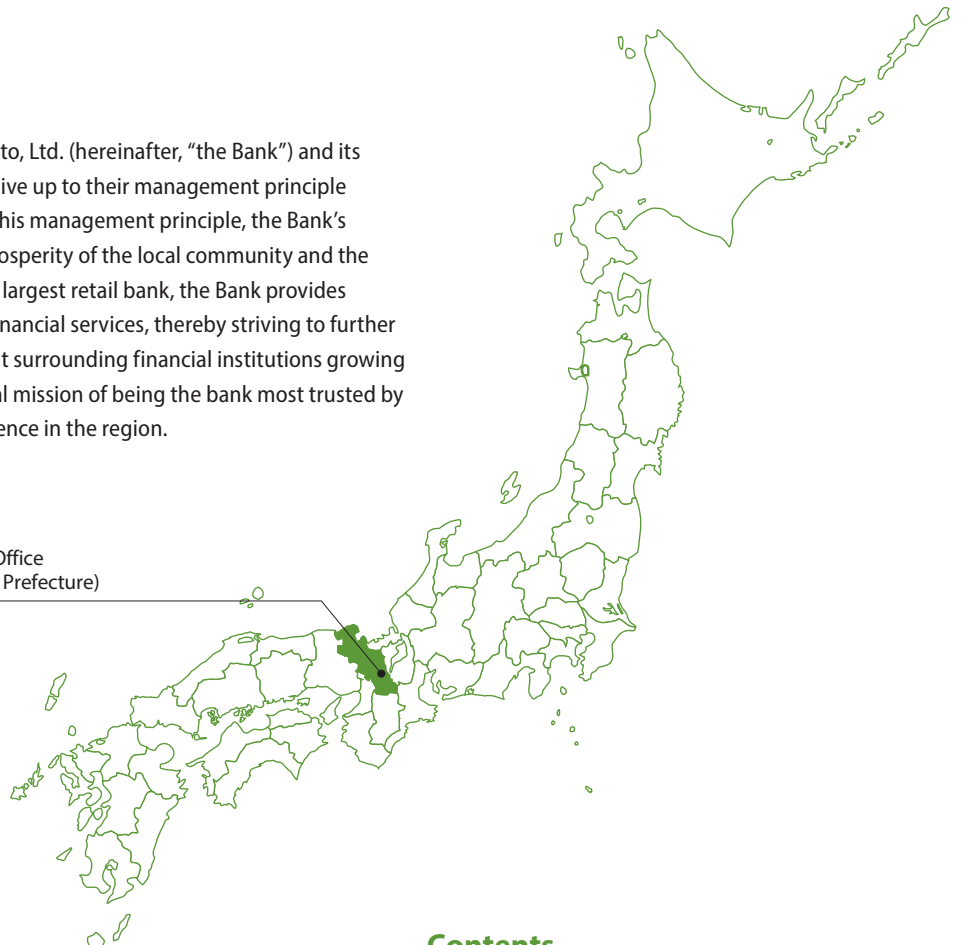 to, Ltd. (hereinafter, “the Bank”) and its
ive up to their management principle
his management principle, the Bank’s
osperity of the local community and the
largest retail bank, the Bank provides
nancial services, thereby striving to further
t surrounding financial institutions growing
al mission of being the bank most trusted by
ence in the region.
Office
Prefecture)
Contents